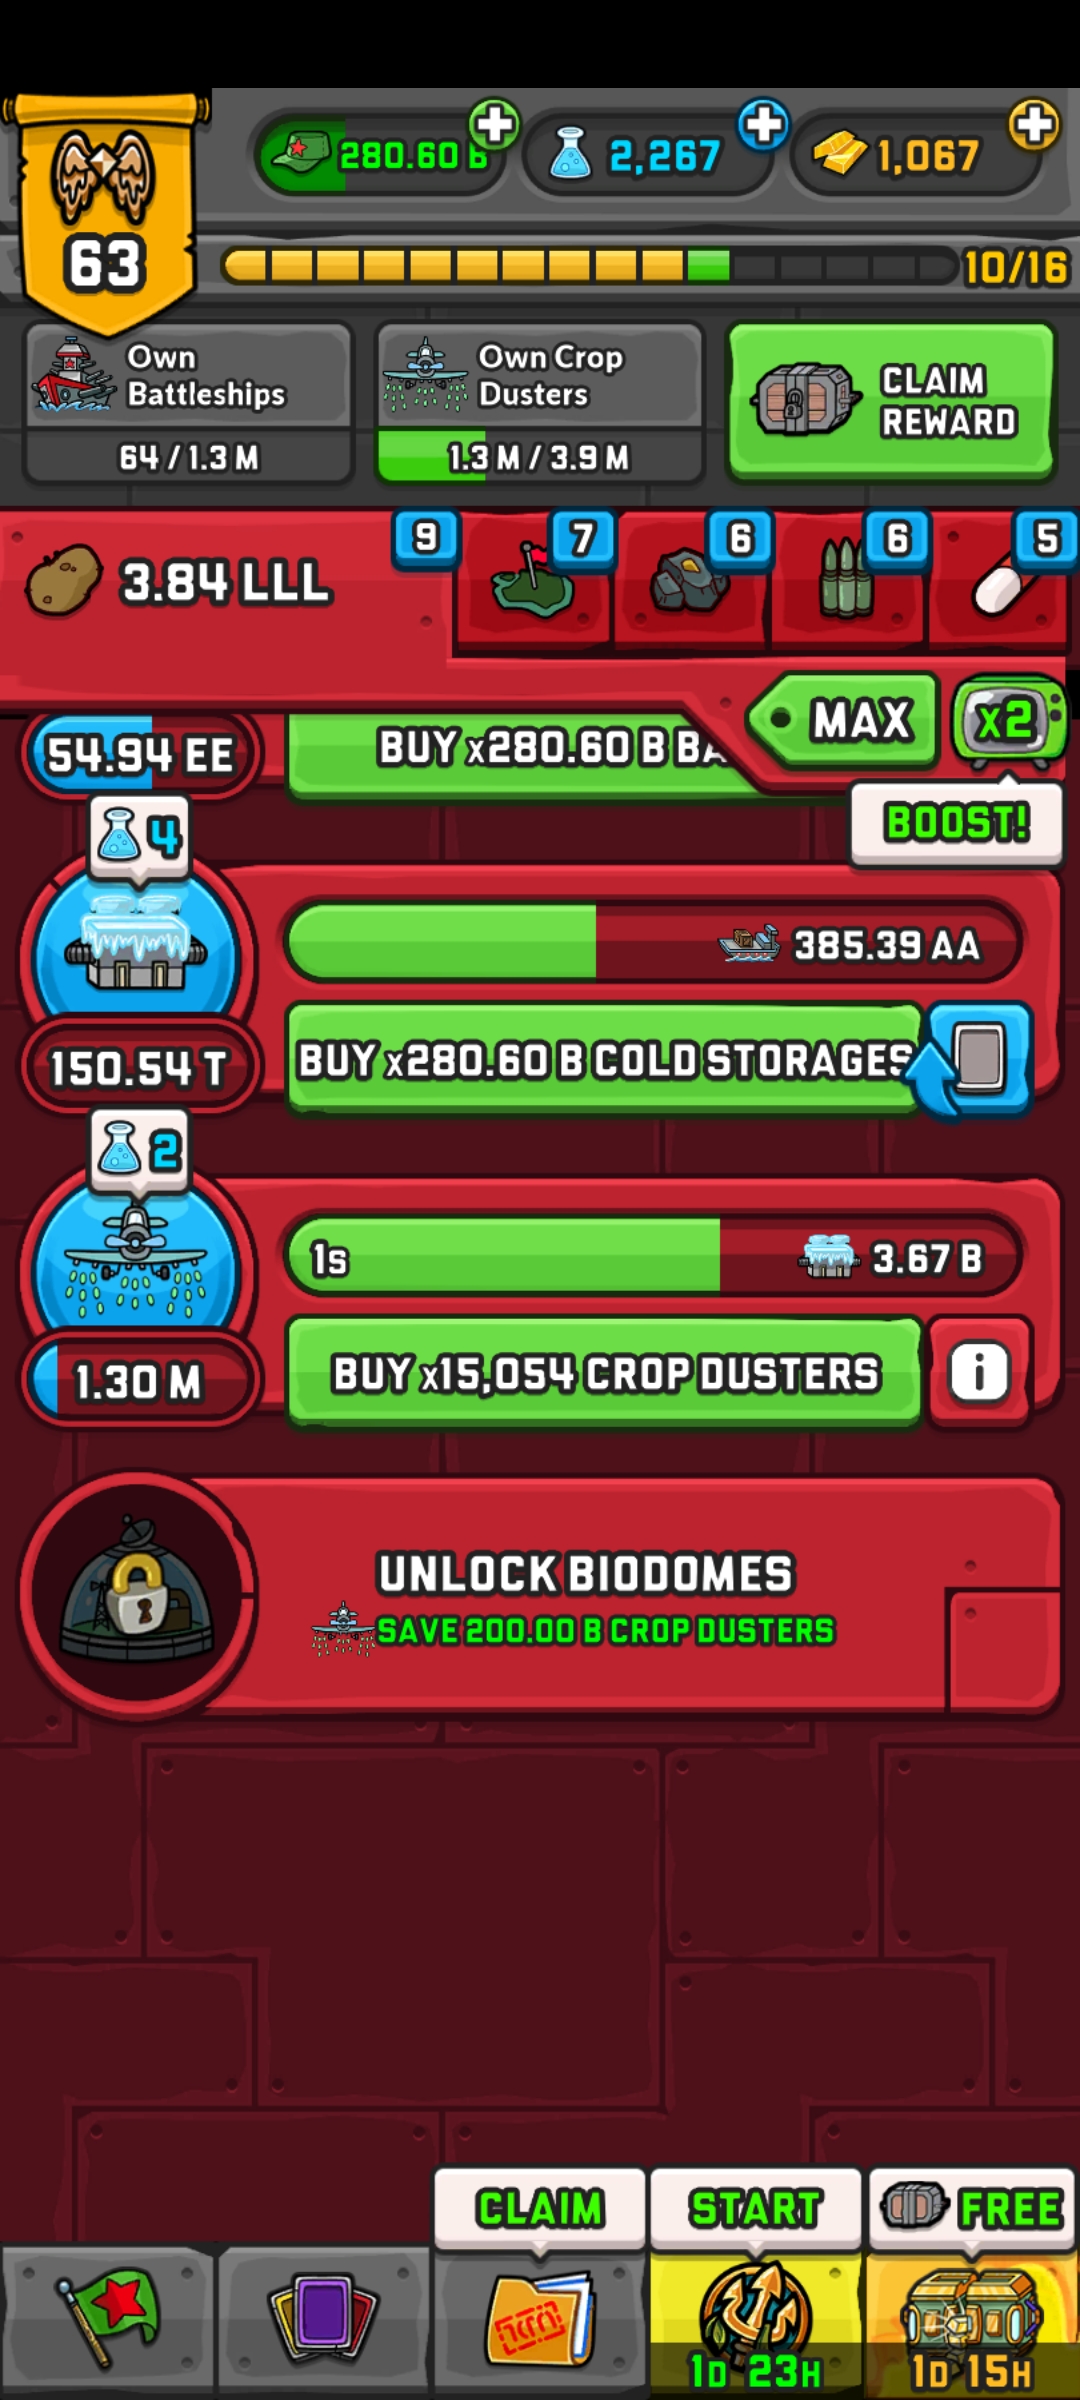 280.60 B
2,267
1,067
63
10/16
Own
Battleships
64 / 1.3 M
Own Crop
Dusters
1.3 M / 3.9 M
CLAIM
REWARD
3.84 LLL
9
7
6
6
5
MAX
x2
BOOST!
54.94 EE
BUY x280.60 B BA
4
385.39 AA
150.54 T
BUY x280.60 B COLD STORAGES
2
1s
3.67 B
1.30 M
BUY x15,054 CROP DUSTERS
i
UNLOCK BIODOMES
SAVE 200.00 B CROP DUSTERS
CLAIM
START
FREE
1D 23H
1D 15H